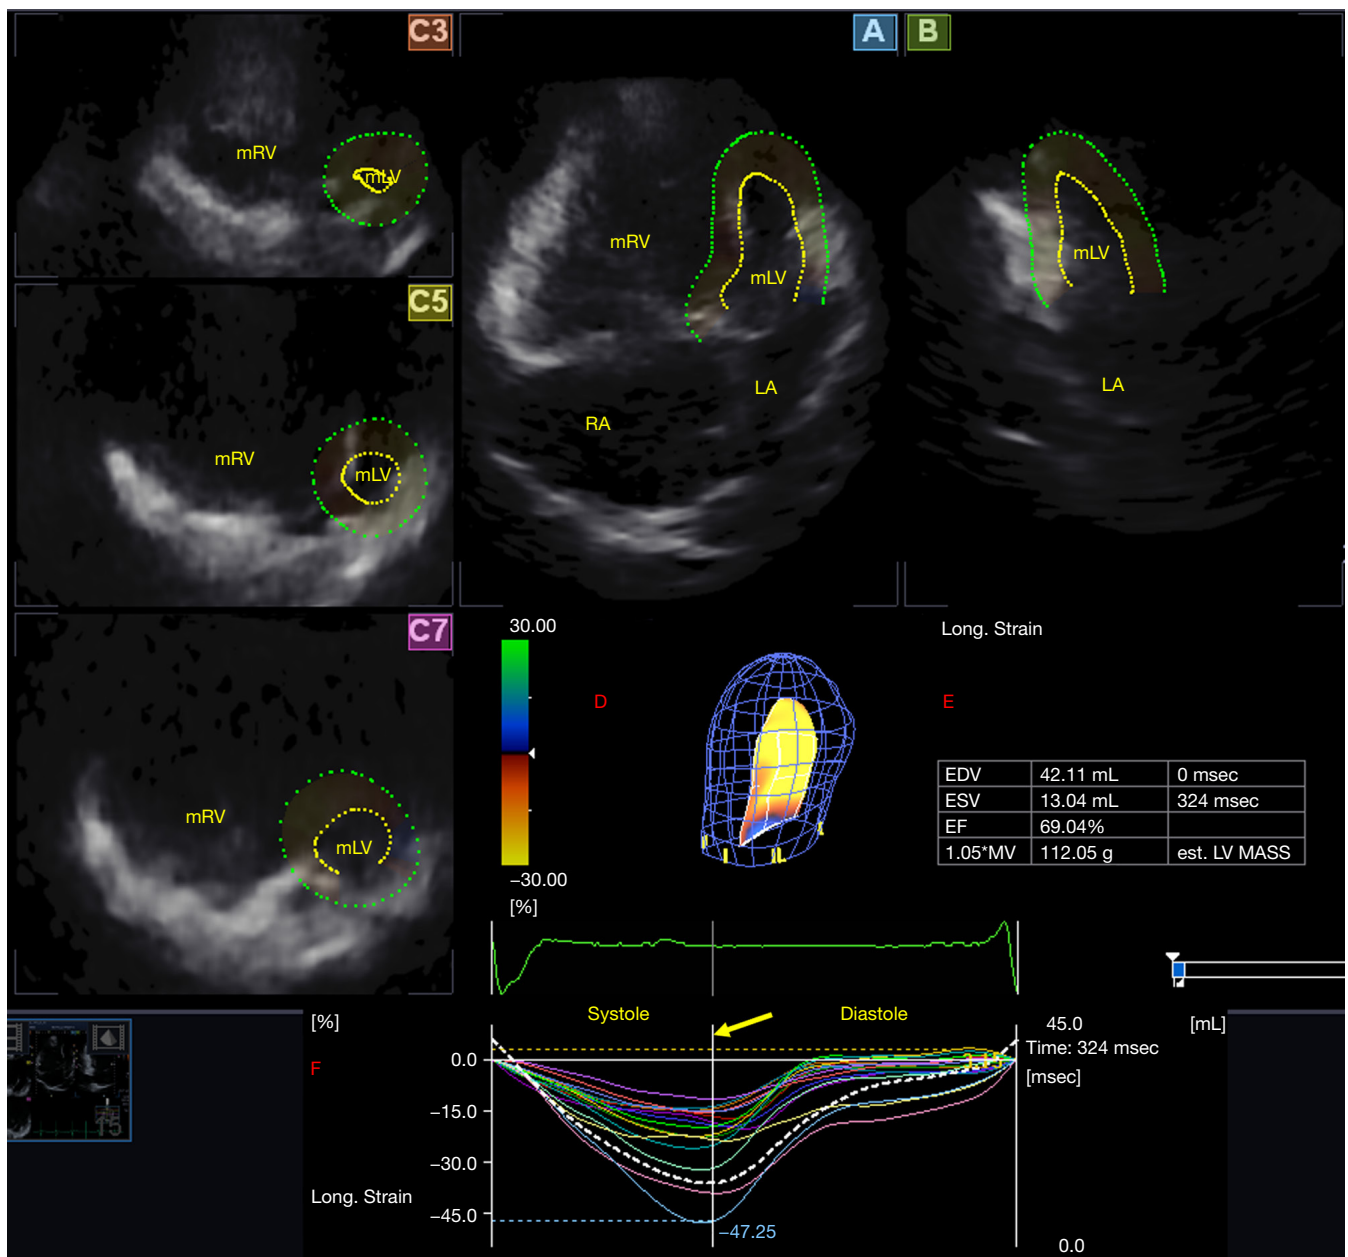 C3
A
B
mRV
mLV
mRV
mLV
mLV
C5
LA
LA
RA
mRV
mLV
C7
30.00
Long. Strain
D
E
EDV 42.11 mL 0 msec
ESV 13.04 mL 324 msec
EF 69.04%
1.05*MV 112.05 g est. LV MASS
mRV
mLV
−30.00
[%]
[%]
Systole
Diastole
45.0
[mL]
Time: 324 msec
F
0.0
[msec]
−15.0
−30.0
Long. Strain
−45.0
−47.25
0.0